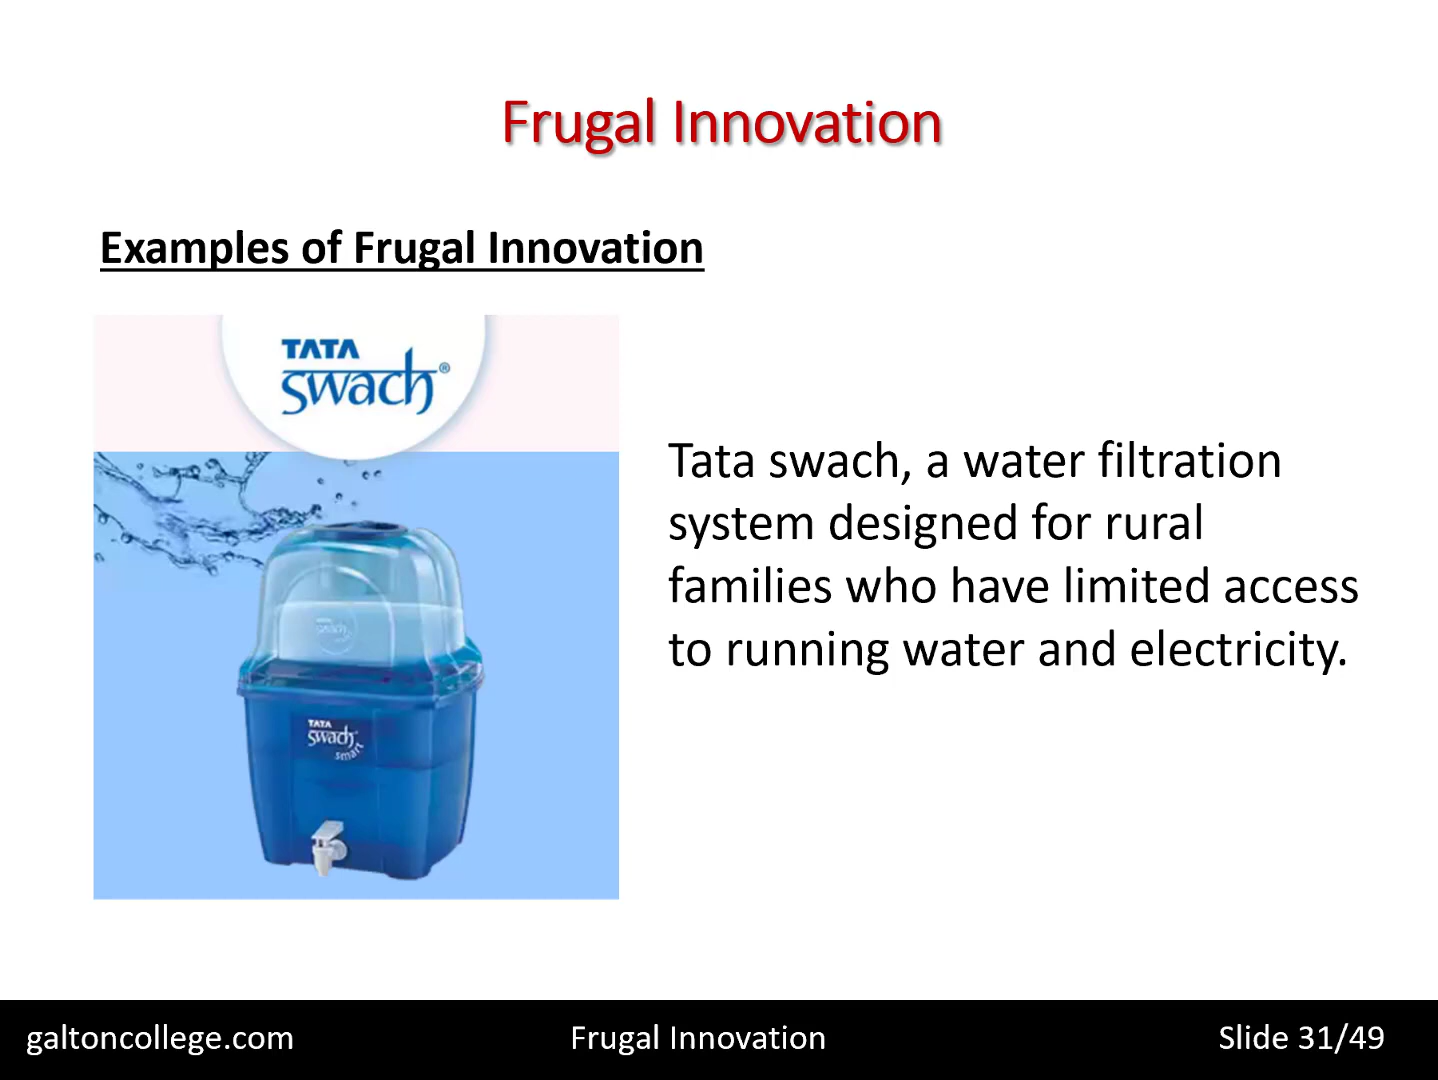 Frugal Innovation
Examples of Frugal Innovation
TATA
swach®
Tata swach, a water filtration
system designed for rural
families who have limited access
to running water and electricity.
TATA
swach
smart
galtoncollege.com
Frugal Innovation
Slide 31/49